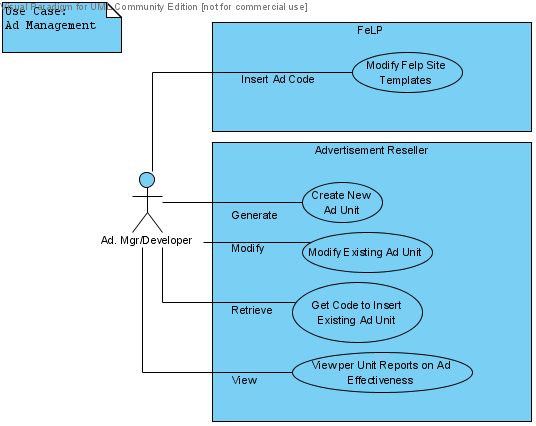 Visual Paradigm for UML Community Edition [not for commercial use]
Use Case:
Ad Management
FeLP
Insert Ad Code
Modify Felp Site
Templates
Advertisement Reseller
Create New
Ad Unit
Generate
Ad. Mgr/Developer
Modify
Modify Existing Ad Unit
Retrieve
Get Code to Insert
Existing Ad Unit
View per Unit Reports on Ad
Effectiveness
View